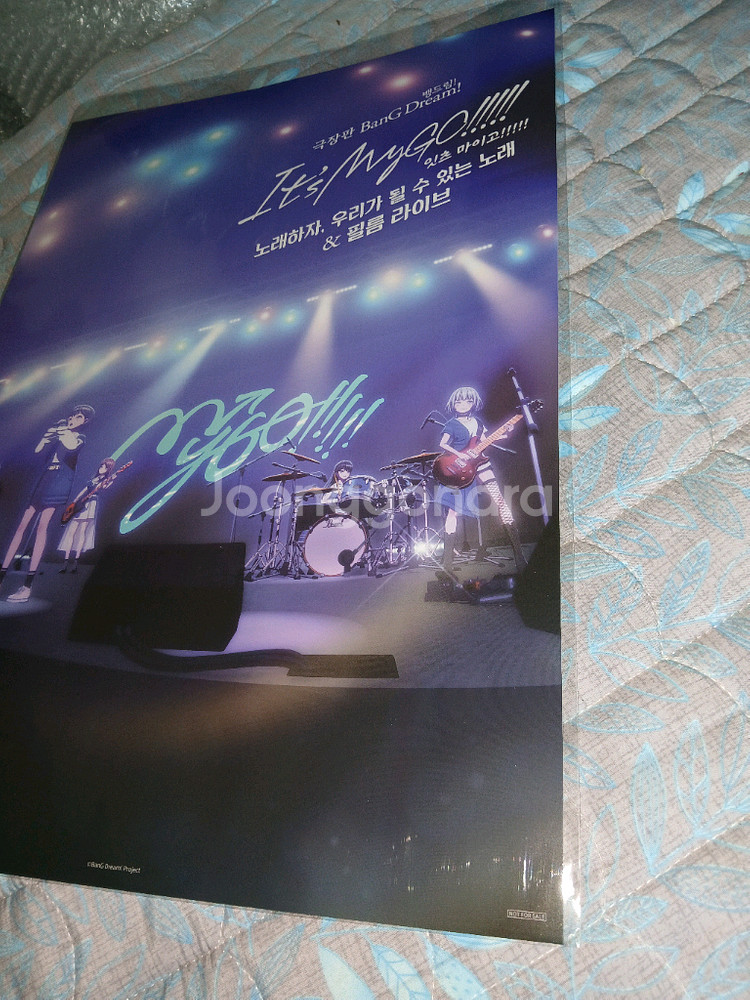 뱅드림!
극장판 BanG Dream!
It's MyGO!!!!!
잇츠 마이고!!!!!
노래하자, 우리가 될 수 있는 노래
& 필름 라이브
MyGO!!!!!
Joonggonara
©BanG Dream! Project
NOT FOR SALE
Joonggonara